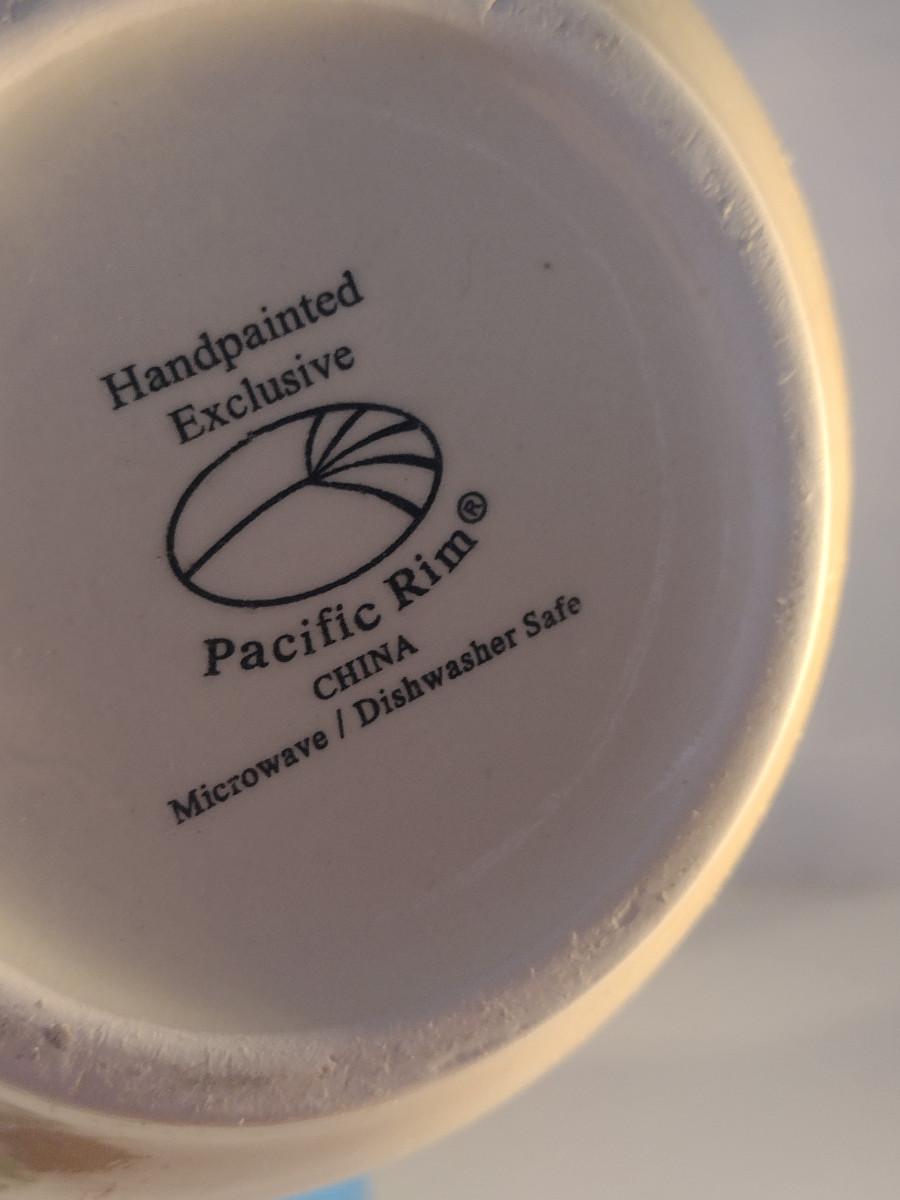 Handpainted
Exclusive
Pacific Rim®
CHINA
Microwave / Dishwasher Safe